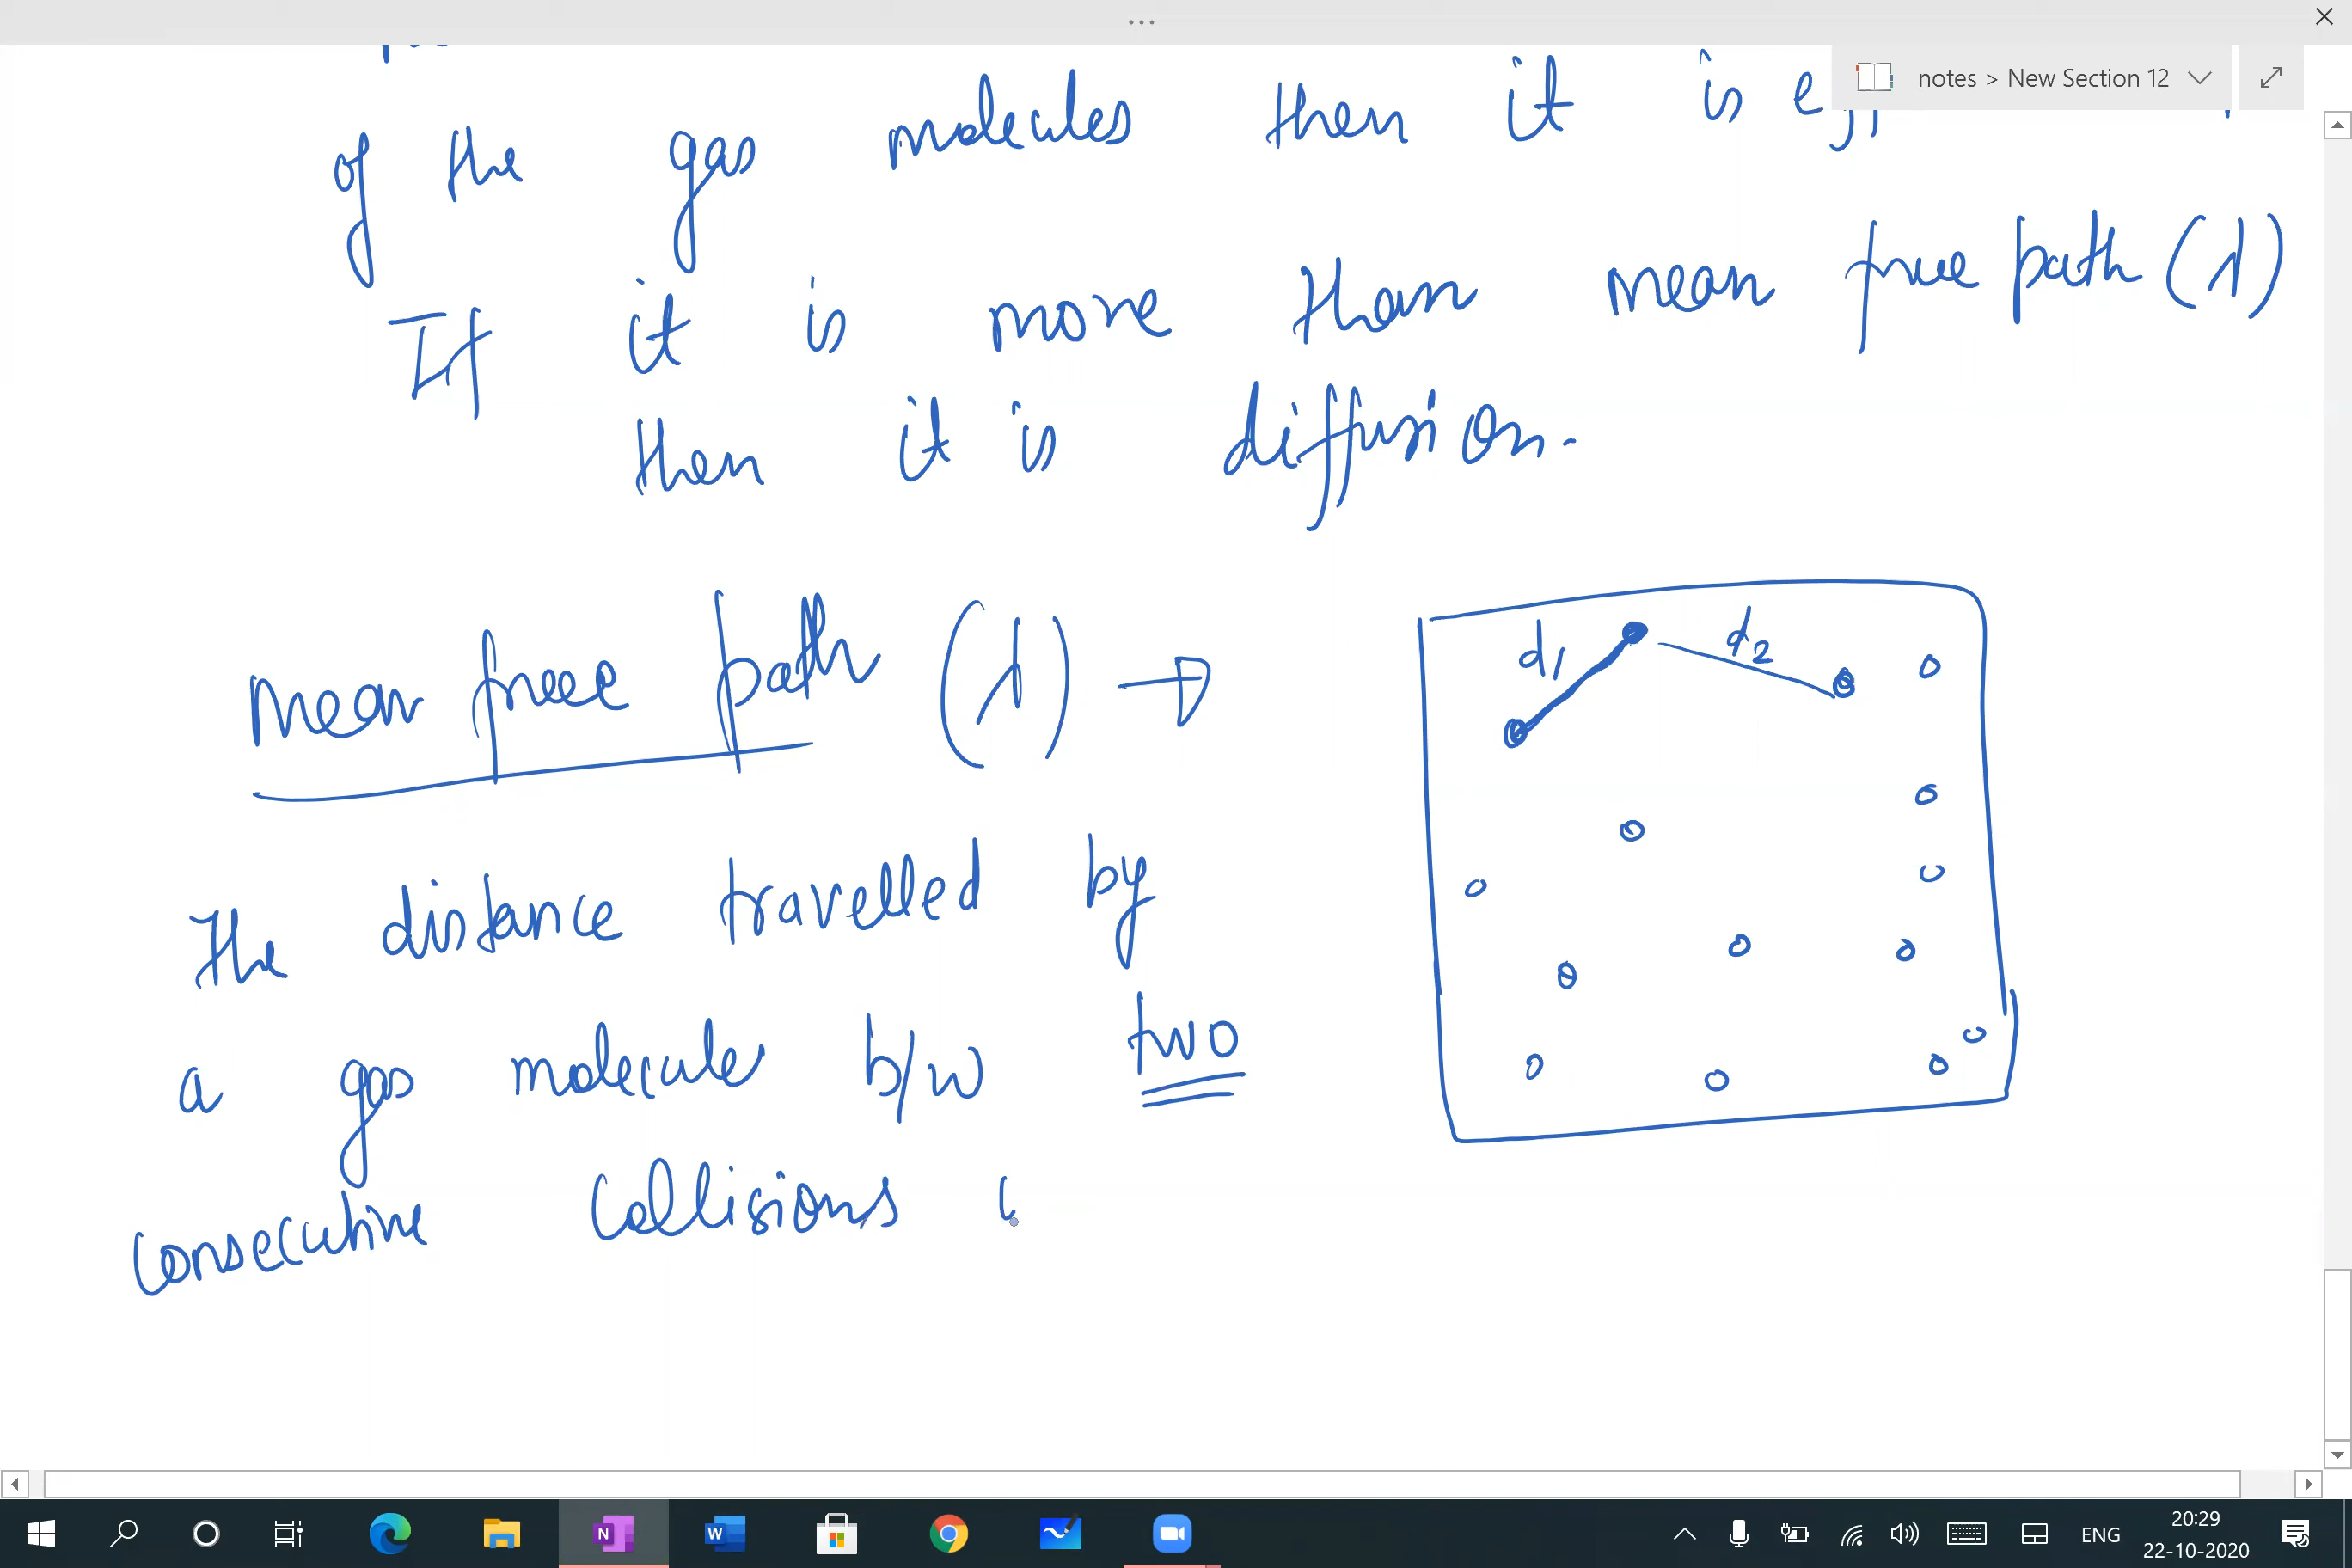 notes > New Section 12
of the gas molecules then it is
If it is more than mean free path (λ)
then it is diffusion.
mean free path (λ) →
The distance travelled by
a gas molecules b/w two
consecutive collisions
d1
d2
ENG
20:29
22-10-2020